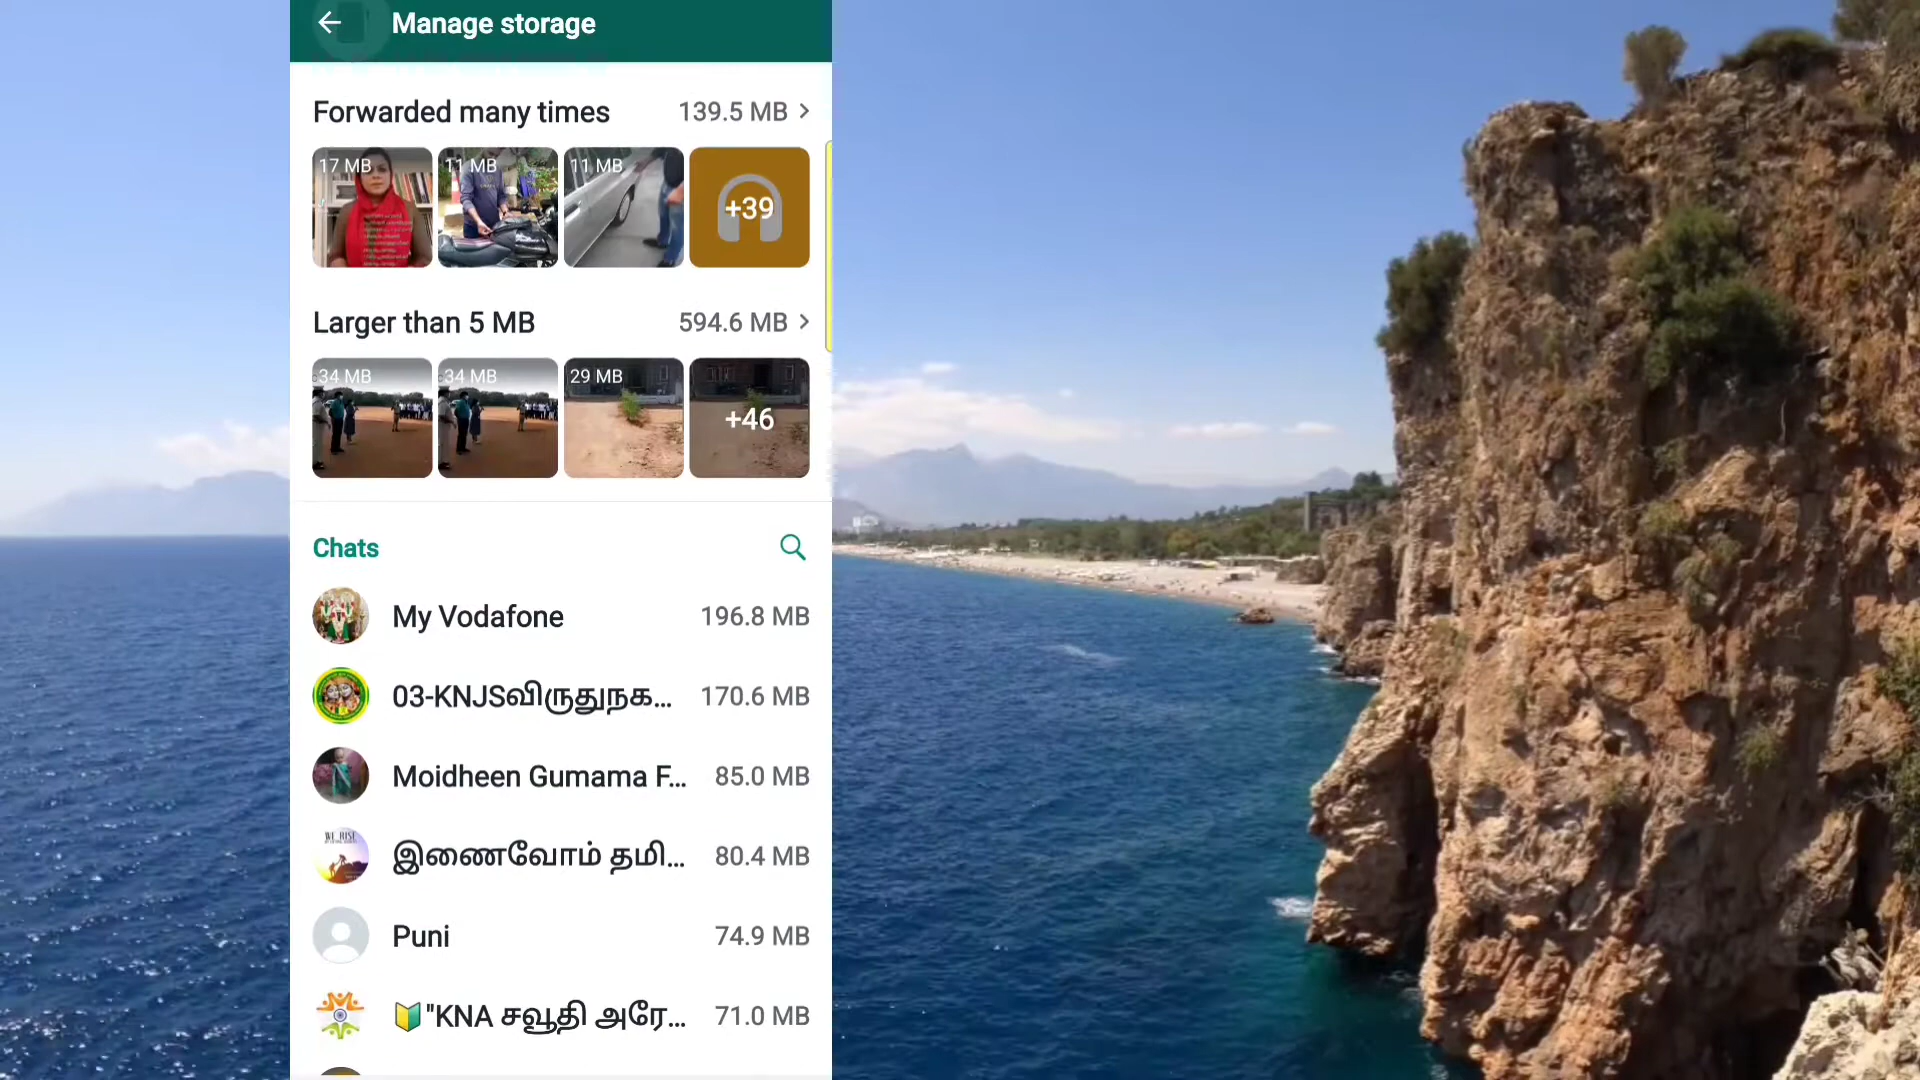 Manage storage
Forwarded many times 139.5 MB
17 MB 11 MB 11 MB +39
Larger than 5 MB 594.6 MB
34 MB 34 MB 29 MB +46
Chats
My Vodafone 196.8 MB
03-KNJSவிருதுநக... 170.6 MB
Moidheen Gumama F... 85.0 MB
WE RISE
இணைவோம் தமி... 80.4 MB
Puni 74.9 MB
🔰"KNA சவூதி அரே... 71.0 MB